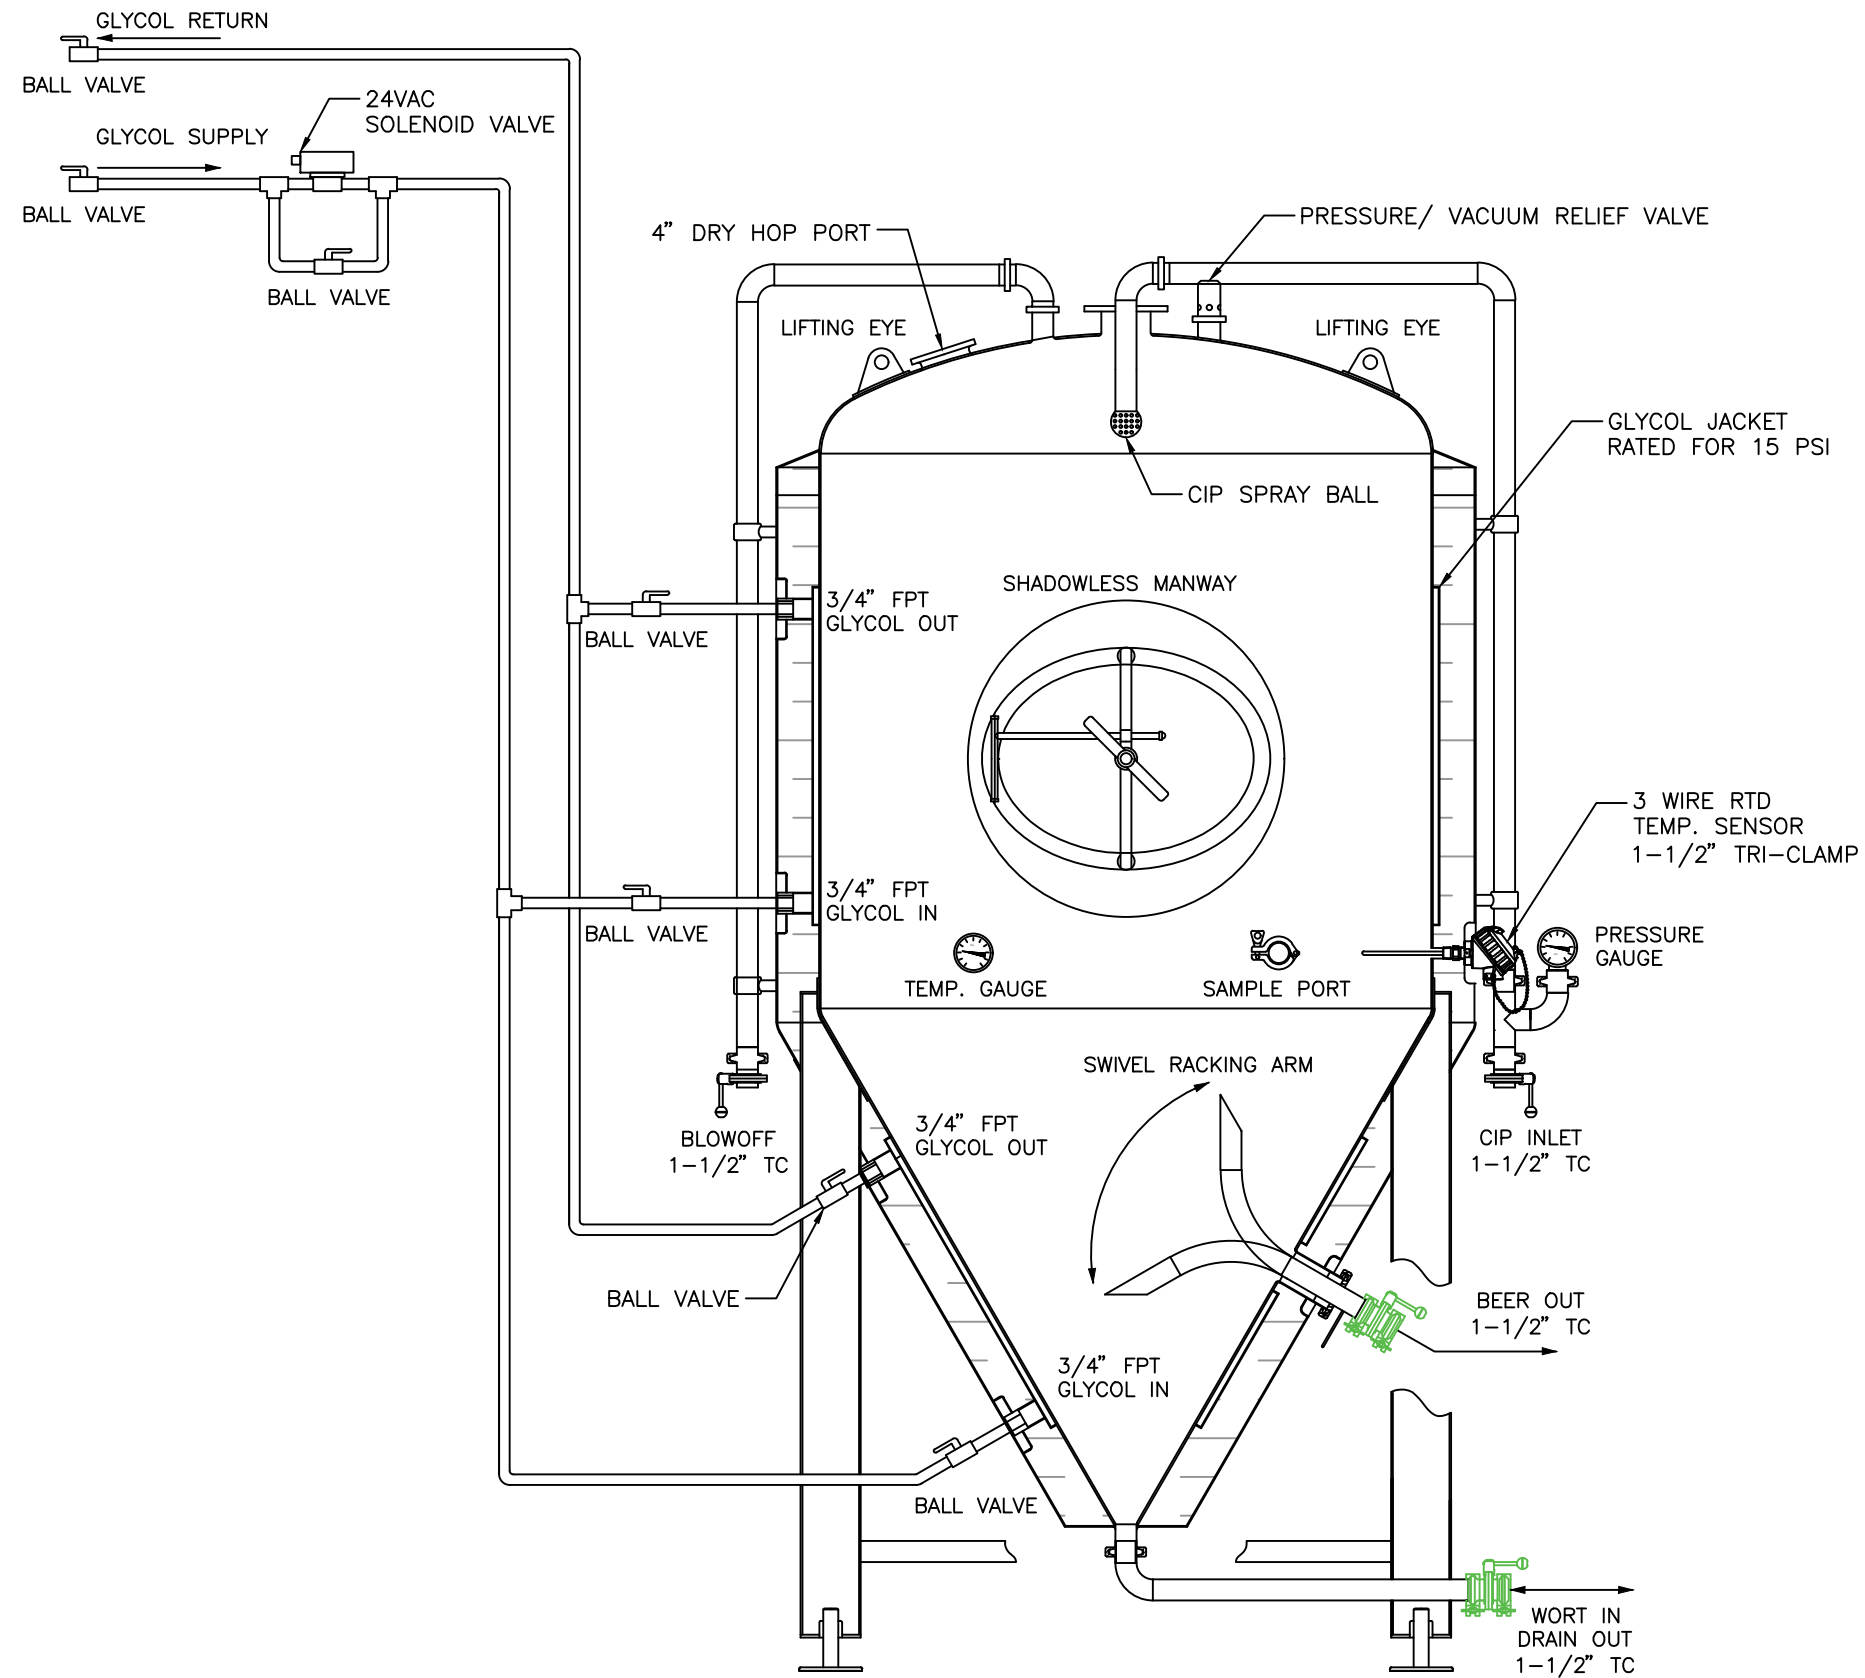 GLYCOL RETURN
BALL VALVE
24VAC
SOLENOID VALVE
GLYCOL SUPPLY
BALL VALVE
BALL VALVE
4” DRY HOP PORT
PRESSURE/ VACUUM RELIEF VALVE
LIFTING EYE
LIFTING EYE
GLYCOL JACKET
RATED FOR 15 PSI
CIP SPRAY BALL
SHADOWLESS MANWAY
3/4” FPT
GLYCOL OUT
BALL VALVE
3 WIRE RTD
TEMP. SENSOR
1-1/2” TRI-CLAMP
3/4” FPT
GLYCOL IN
BALL VALVE
PRESSURE
GAUGE
TEMP. GAUGE
SAMPLE PORT
SWIVEL RACKING ARM
3/4” FPT
GLYCOL OUT
BLOWOFF
1-1/2” TC
CIP INLET
1-1/2” TC
BALL VALVE
BEER OUT
1-1/2” TC
3/4” FPT
GLYCOL IN
BALL VALVE
WORT IN
DRAIN OUT
1-1/2” TC